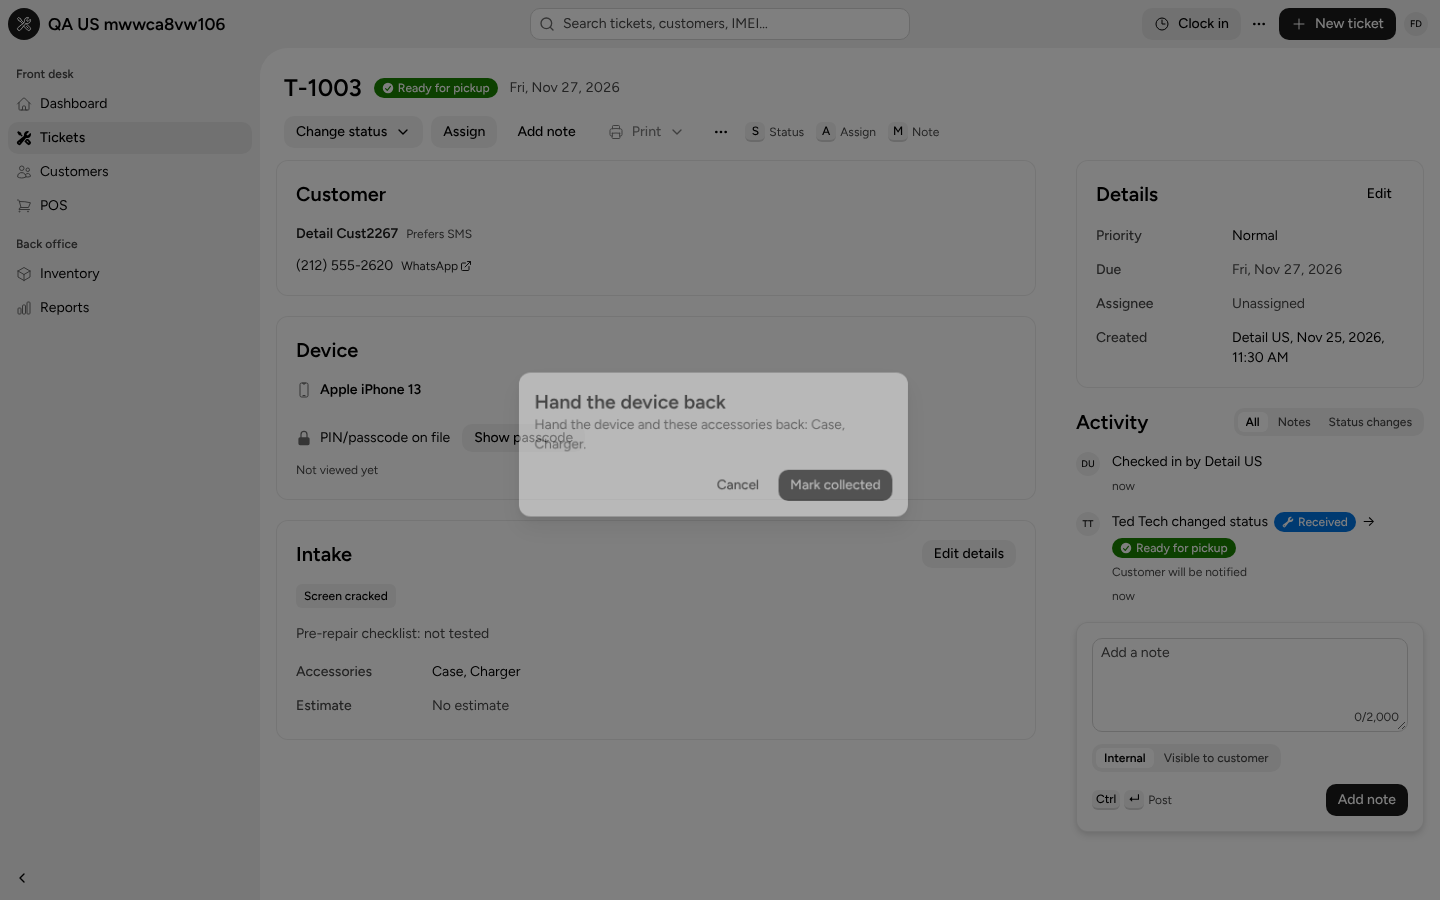 QA US mwwca8vw106
Search tickets, customers, IMEI...
Clock in
New ticket
FD
Front desk
Dashboard
Tickets
Customers
POS
Back office
Inventory
Reports
T-1003
Ready for pickup
Fri, Nov 27, 2026
Change status
Assign
Add note
Print
S Status
A Assign
M Note
Customer
Detail Cust2267 Prefers SMS
(212) 555-2620 WhatsApp
Device
Apple iPhone 13
PIN/passcode on file
Show passcode
Not viewed yet
Hand the device back
Hand the device and these accessories back: Case,
Charger.
Cancel
Mark collected
Intake
Edit details
Screen cracked
Pre-repair checklist: not tested
Accessories Case, Charger
Estimate No estimate
Details
Edit
Priority Normal
Due Fri, Nov 27, 2026
Assignee Unassigned
Created Detail US, Nov 25, 2026,
11:30 AM
Activity
All Notes Status changes
DU Checked in by Detail US
now
TT Ted Tech changed status Received →
Ready for pickup
Customer will be notified
now
Add a note
0/2,000
Internal Visible to customer
Ctrl ↵ Post
Add note